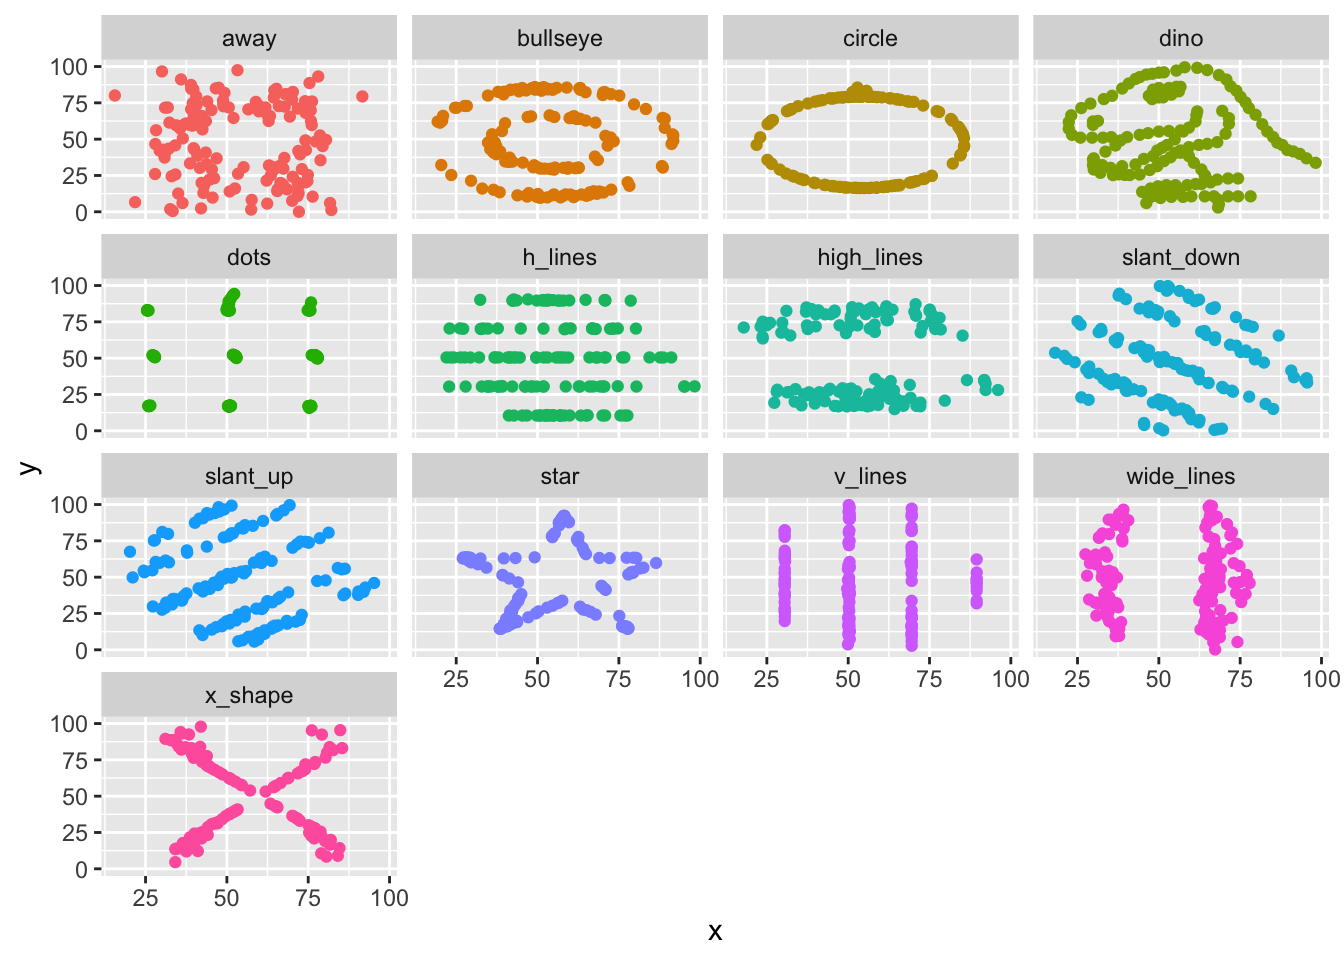 away bullseye circle dino
100
75
50
25
0
dots h_lines high_lines slant_down
100
75
50
25
0
y
slant_up star v_lines wide_lines
100
75
50
25
0
25 50 75 100 25 50 75 100 25 50 75 100
x_shape
100
75
50
25
0
25 50 75 100
x